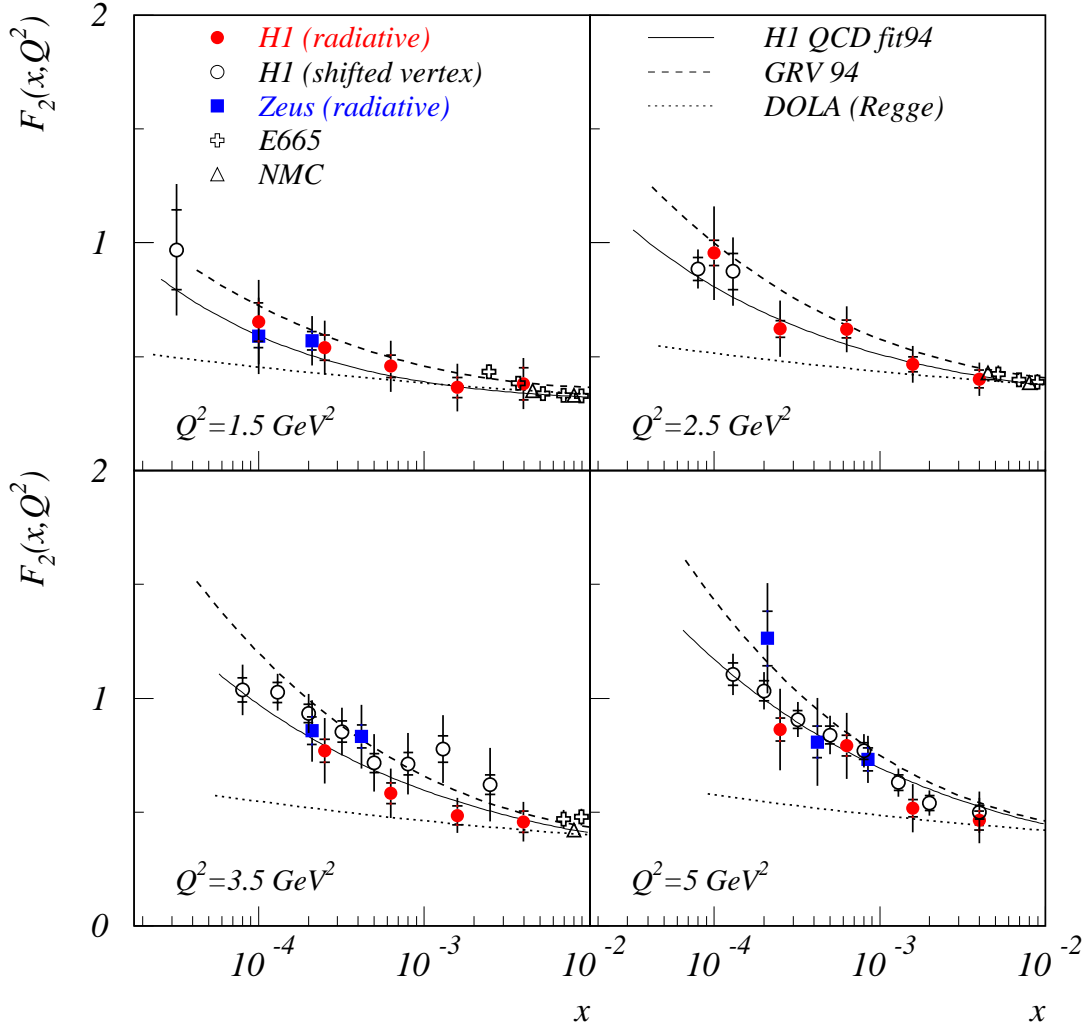 F₂(x,Q²)
2
1
H1 (radiative)
H1 (shifted vertex)
Zeus (radiative)
E665
NMC
H1 QCD fit94
GRV 94
DOLA (Regge)
Q²=1.5 GeV²
Q²=2.5 GeV²
F₂(x,Q²)
2
1
0
Q²=3.5 GeV²
Q²=5 GeV²
10⁻⁴ 10⁻³ 10⁻² 10⁻⁴ 10⁻³ 10⁻²
x x